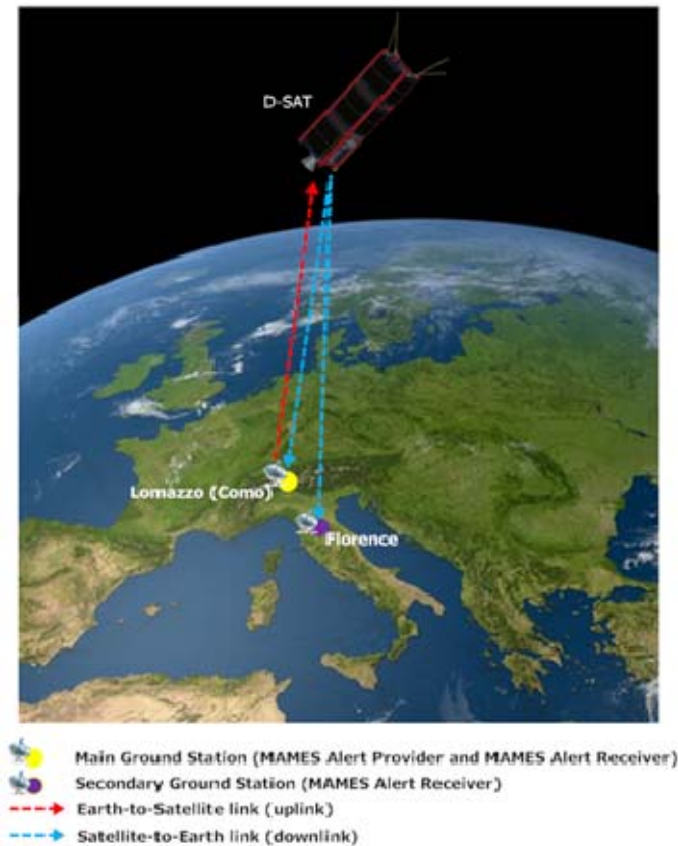 D-SAT
Lomazzo (Como)
Florence
Main Ground Station (MAMES Alert Provider and MAMES Alert Receiver)
Secondary Ground Station (MAMES Alert Receiver)
Earth-to-Satellite link (uplink)
Satellite-to-Earth link (downlink)